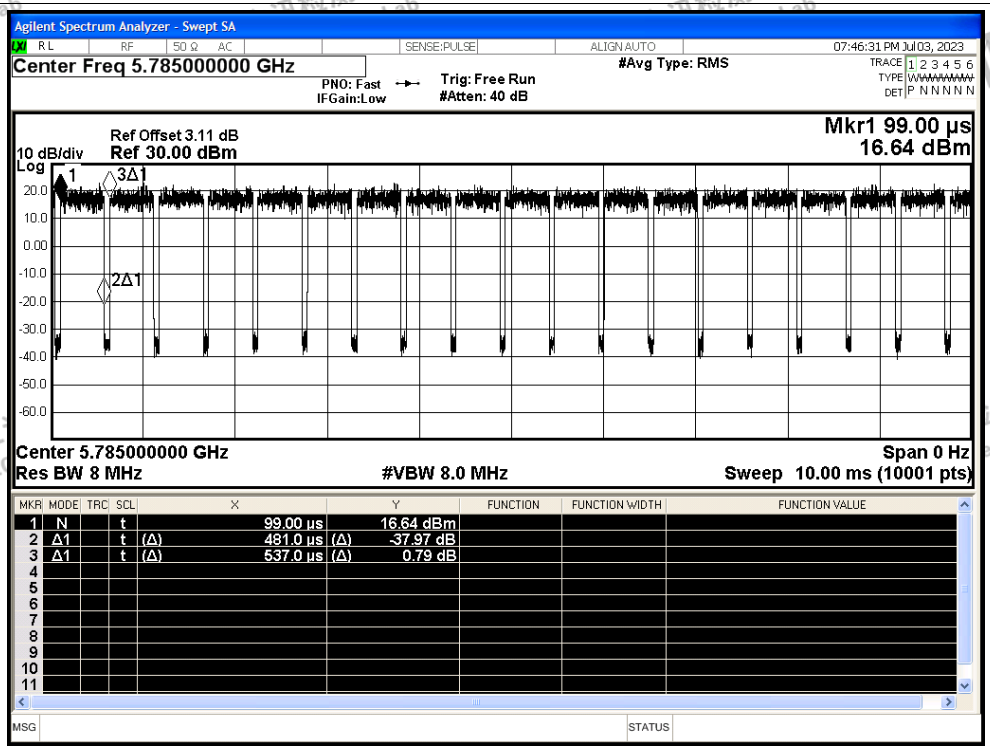 Agilent Spectrum Analyzer - Swept SA
LXI RL RF 50 Ω AC SENSE:PULSE ALIGN AUTO 07:46:31 PM Jul 03, 2023
Center Freq 5.785000000 GHz #Avg Type: RMS TRACE 1 2 3 4 5 6
PNO: Fast Trig: Free Run TYPE WWWWWW
IFGain:Low #Atten: 40 dB DET P N N N N N
Mkr1 99.00 µs
Ref Offset 3.11 dB
10 dB/div Ref 30.00 dBm 16.64 dBm
Log
1 3Δ1
20.0
10.0
0.00
-10.0
2Δ1
-20.0
-30.0
-40.0
-50.0
-60.0
Center 5.785000000 GHz Span 0 Hz
Res BW 8 MHz #VBW 8.0 MHz Sweep 10.00 ms (10001 pts)
MKR MODE TRC SCL X Y FUNCTION FUNCTION WIDTH FUNCTION VALUE
1 N t 99.00 µs 16.64 dBm
2 Δ1 t (Δ) 481.0 µs (Δ) -37.97 dB
3 Δ1 t (Δ) 537.0 µs (Δ) 0.79 dB
4
5
6
7
8
9
10
11
MSG STATUS